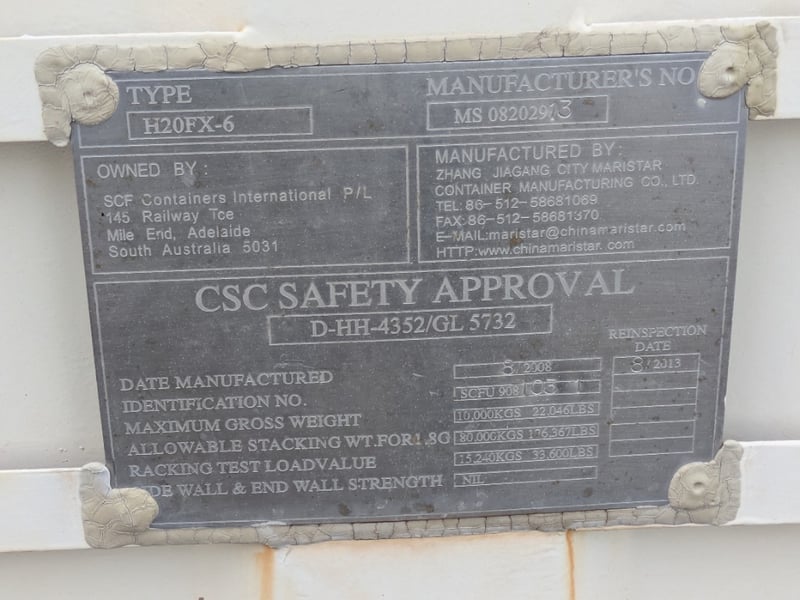 TYPE
H20FX-6
MANUFACTURER'S NO
MS 08202913
OWNED BY :
SCF Containers International P/L
145 Railway Tce
Mile End, Adelaide
South Australia 5031
MANUFACTURED BY :
ZHANG JIAGANG CITY MARISTAR
CONTAINER MANUFACTURING CO., LTD.
TEL:86-512-58681069
FAX:86-512-58681370
E-MAIL:maristar@chinamaristar.com
HTTP:www.chinamaristar.com
CSC SAFETY APPROVAL
D-HH-4352/GL 5732
REINSPECTION
DATE
DATE MANUFACTURED 8/2008 8/2013
IDENTIFICATION NO. SCFU 908103 1
MAXIMUM GROSS WEIGHT 10,000KGS 22,046LBS
ALLOWABLE STACKING WT.FOR1.8G 80,000KGS 176,367LBS
RACKING TEST LOADVALUE 15,240KGS 33,600LBS
IDE WALL & END WALL STRENGTH NIL